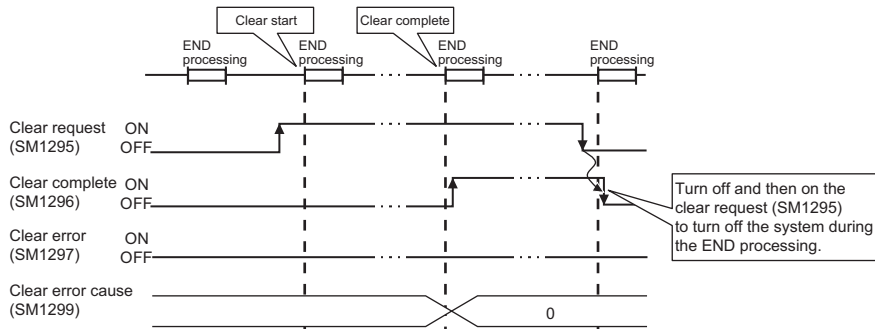 Clear start
Clear complete
END
processing
END
processing
END
processing
END
processing
Clear request
(SM1295)
ON
OFF
Clear complete
(SM1296)
ON
OFF
Turn off and then on the
clear request (SM1295)
to turn off the system during
the END processing.
Clear error
(SM1297)
ON
OFF
Clear error cause
(SM1299)
0